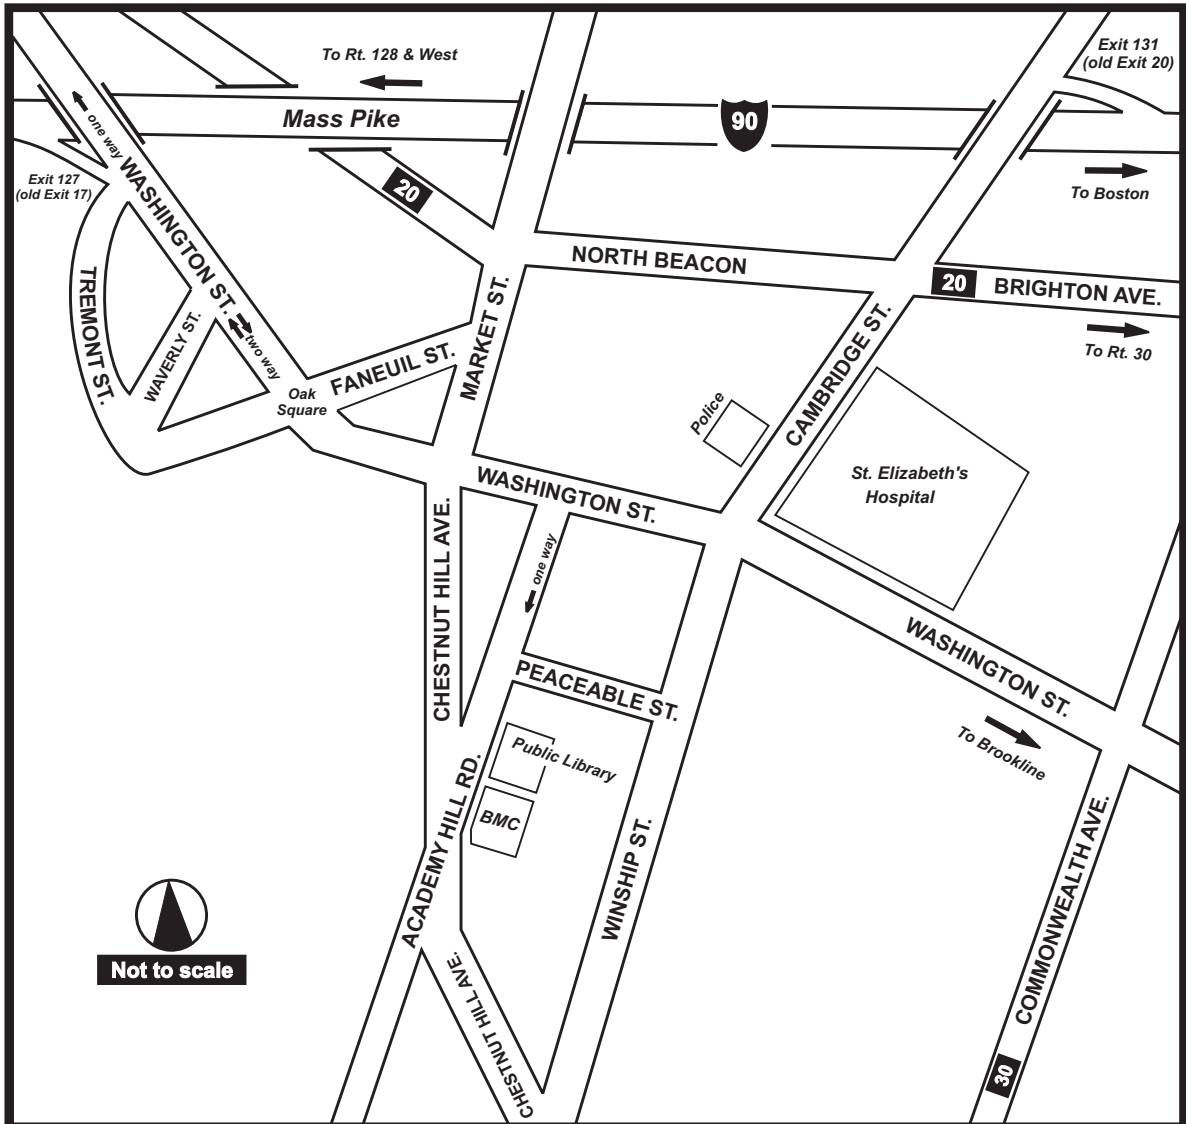 To Rt. 128 & West
Exit 131
(old Exit 20)
Mass Pike
90
one way
To Boston
Exit 127
(old Exit 17)
20
WASHINGTON ST.
NORTH BEACON
20
BRIGHTON AVE.
To Rt. 30
TREMONT ST.
WAVERLY ST.
two way
MARKET ST.
FANEUIL ST.
Oak
Square
CAMBRIDGE ST.
Police
St. Elizabeth's
Hospital
WASHINGTON ST.
CHESTNUT HILL AVE.
one way
WASHINGTON ST.
PEACEABLE ST.
To Brookline
Public Library
BMC
ACADEMY HILL RD.
WINSHIP ST.
COMMONWEALTH AVE.
Not to scale
CHESTNUT HILL AVE.
30